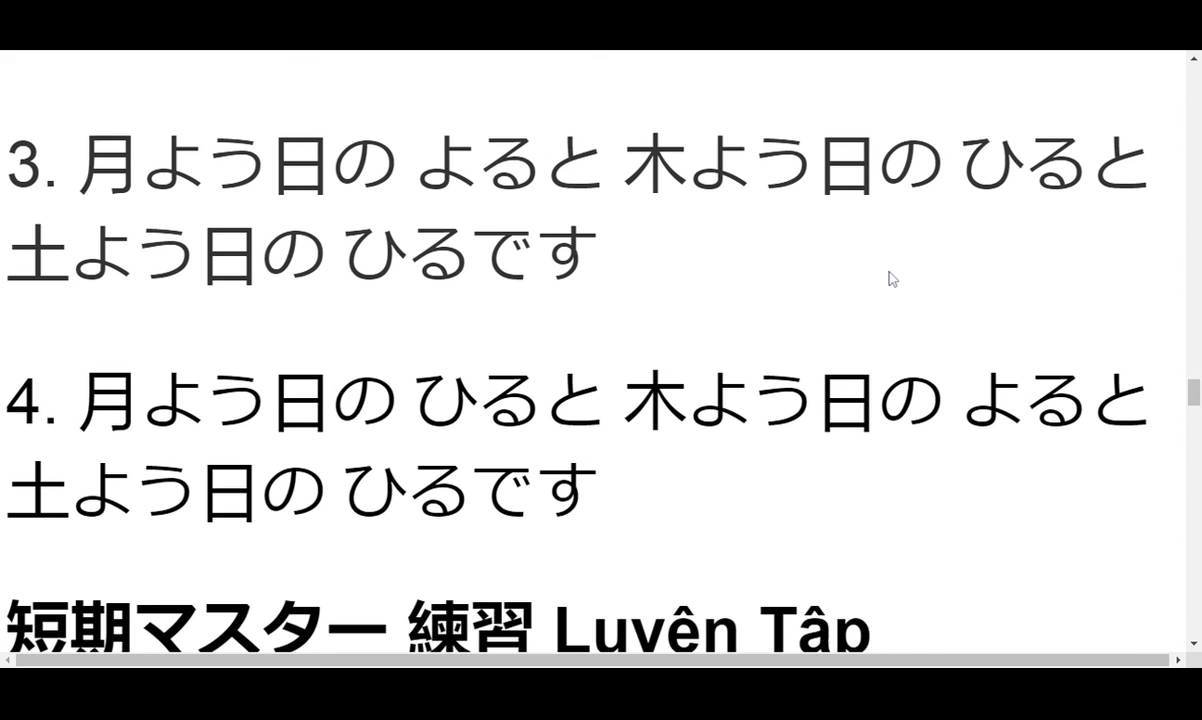 3. 月よう日の よると 木よう日の ひると
土よう日の ひるです
4. 月よう日の ひると 木よう日の よると
土よう日の ひるです
短期マスター 練習 Luyên Tâp